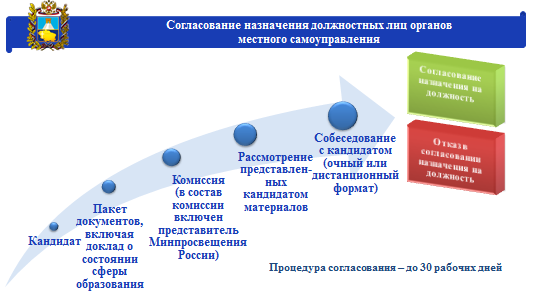 Согласование назначения должностных лиц органов
местного самоуправления
Кандидат
Пакет
документов,
включая
доклад о
состоянии
сферы
образования
Комиссия
(в состав
комиссии
включен
представитель
Минпросвещения
России)
Рассмотрение
представлен-
ных
кандидатом
материалов
Собеседование
с кандидатом
(очный или
дистанционный
формат)
Согласование
назначения на
должность
Отказ в
согласовании
назначения на
должность
Процедура согласования – до 30 рабочих дней